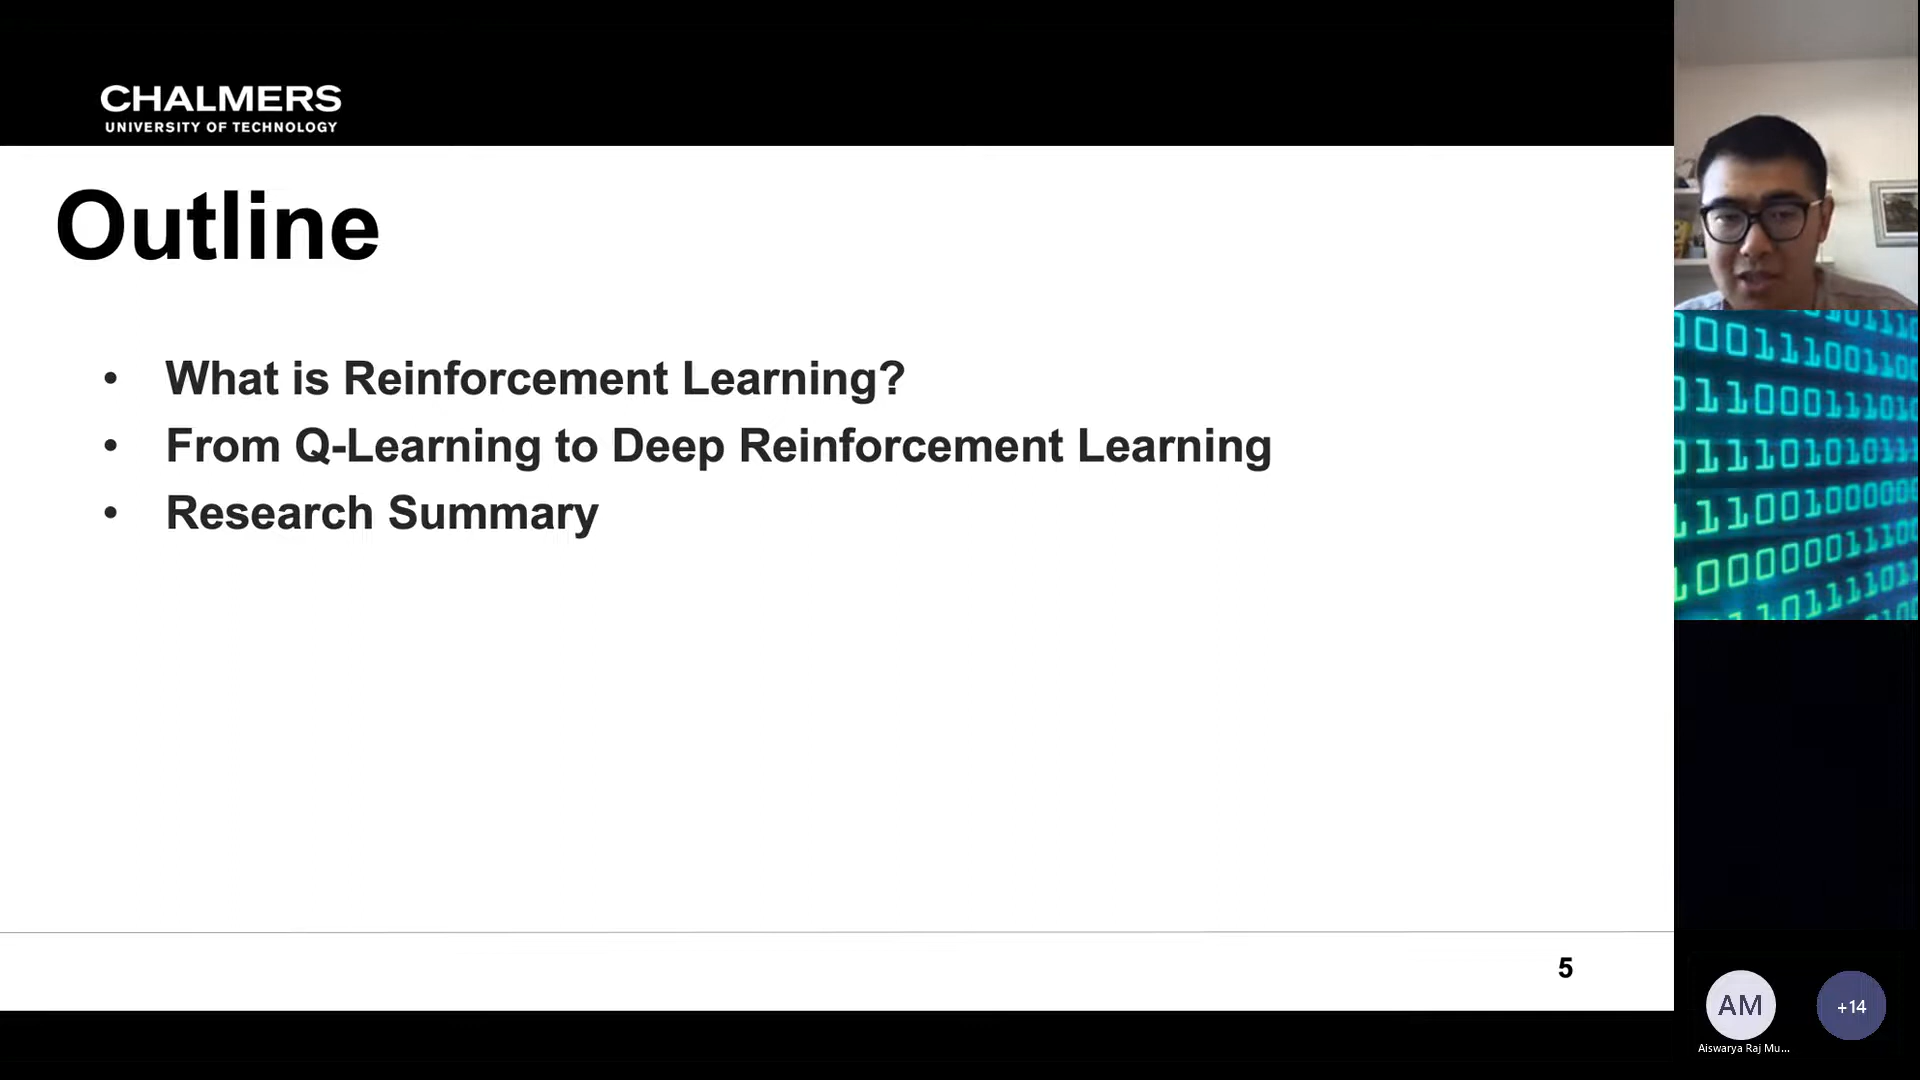 CHALMERS
UNIVERSITY OF TECHNOLOGY
Outline
• What is Reinforcement Learning?
• From Q-Learning to Deep Reinforcement Learning
• Research Summary
5
AM
+14
Aiswarya Raj Mu...